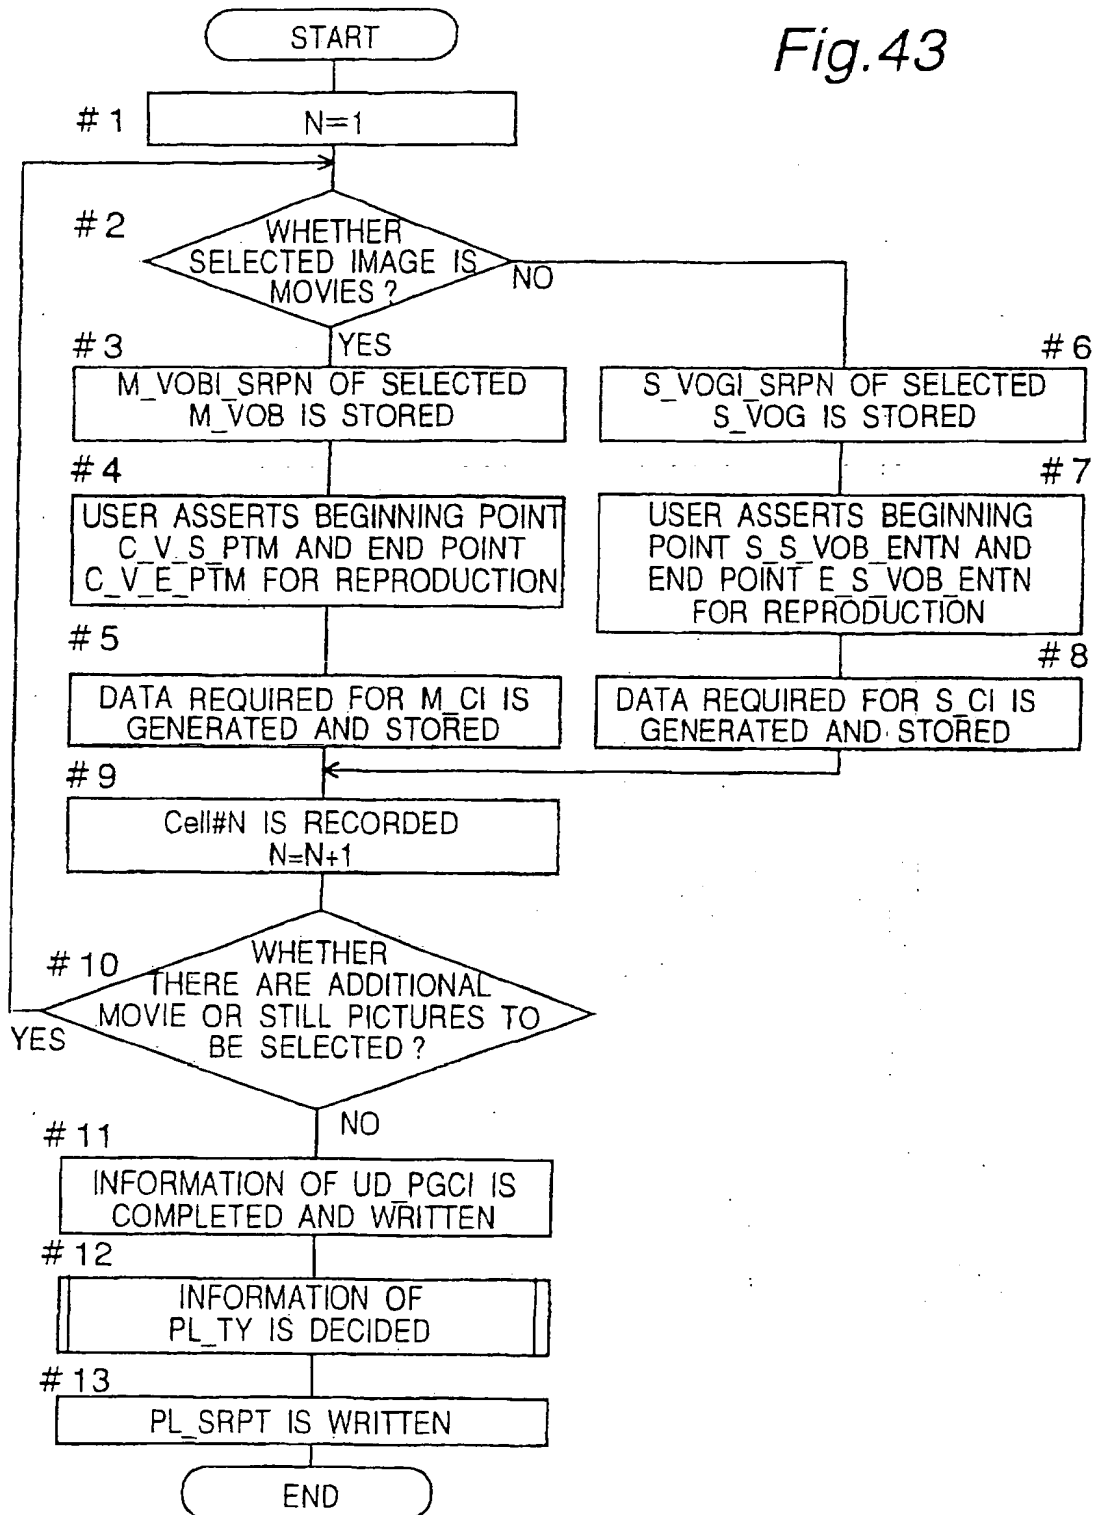 Fig.43
START
#1
N=1
#2
WHETHER
SELECTED IMAGE IS
MOVIES?
NO
YES
#3
M_VOBI_SRPN OF SELECTED
M_VOB IS STORED
#6
S_VOGI_SRPN OF SELECTED
S_VOG IS STORED
#4
USER ASSERTS BEGINNING POINT
C_V_S_PTM AND END POINT
C_V_E_PTM FOR REPRODUCTION
#7
USER ASSERTS BEGINNING
POINT S_S_VOB_ENTN AND
END POINT E_S_VOB_ENTN
FOR REPRODUCTION
#5
DATA REQUIRED FOR M_CI IS
GENERATED AND STORED
#8
DATA REQUIRED FOR S_CI IS
GENERATED AND STORED
#9
Cell#N IS RECORDED
N=N+1
#10
WHETHER
THERE ARE ADDITIONAL
MOVIE OR STILL PICTURES TO
BE SELECTED?
YES
NO
#11
INFORMATION OF UD_PGCI IS
COMPLETED AND WRITTEN
#12
INFORMATION OF
PL_TY IS DECIDED
#13
PL_SRPT IS WRITTEN
END